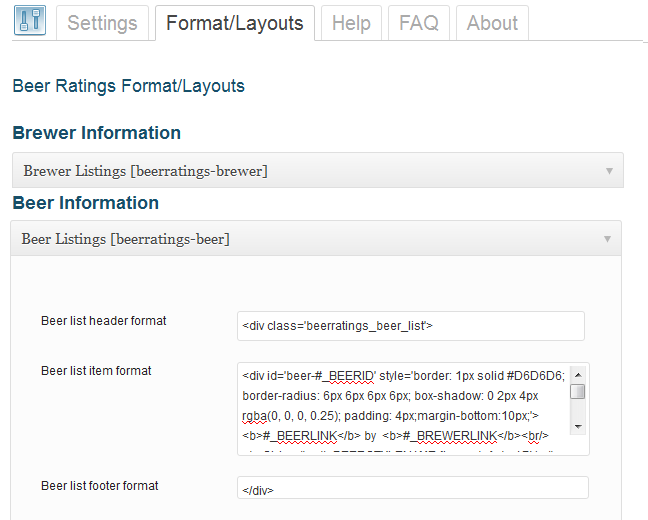 Settings Format/Layouts Help FAQ About
Beer Ratings Format/Layouts
Brewer Information
Brewer Listings [beerratings-brewer]
Beer Information
Beer Listings [beerratings-beer]
Beer list header format
<div class='beerratings_beer_list'>
Beer list item format
<div id='beer-#_BEERID' style='border: 1px solid #D6D6D6;
border-radius: 6px 6px 6px 6px; box-shadow: 0 2px 4px
rgba(0, 0, 0, 0.25); padding: 4px;margin-bottom:10px;'>
<b>#_BEERLINK</b> by <b>#_BREWERLINK</b><br/>
Beer list footer format
</div>